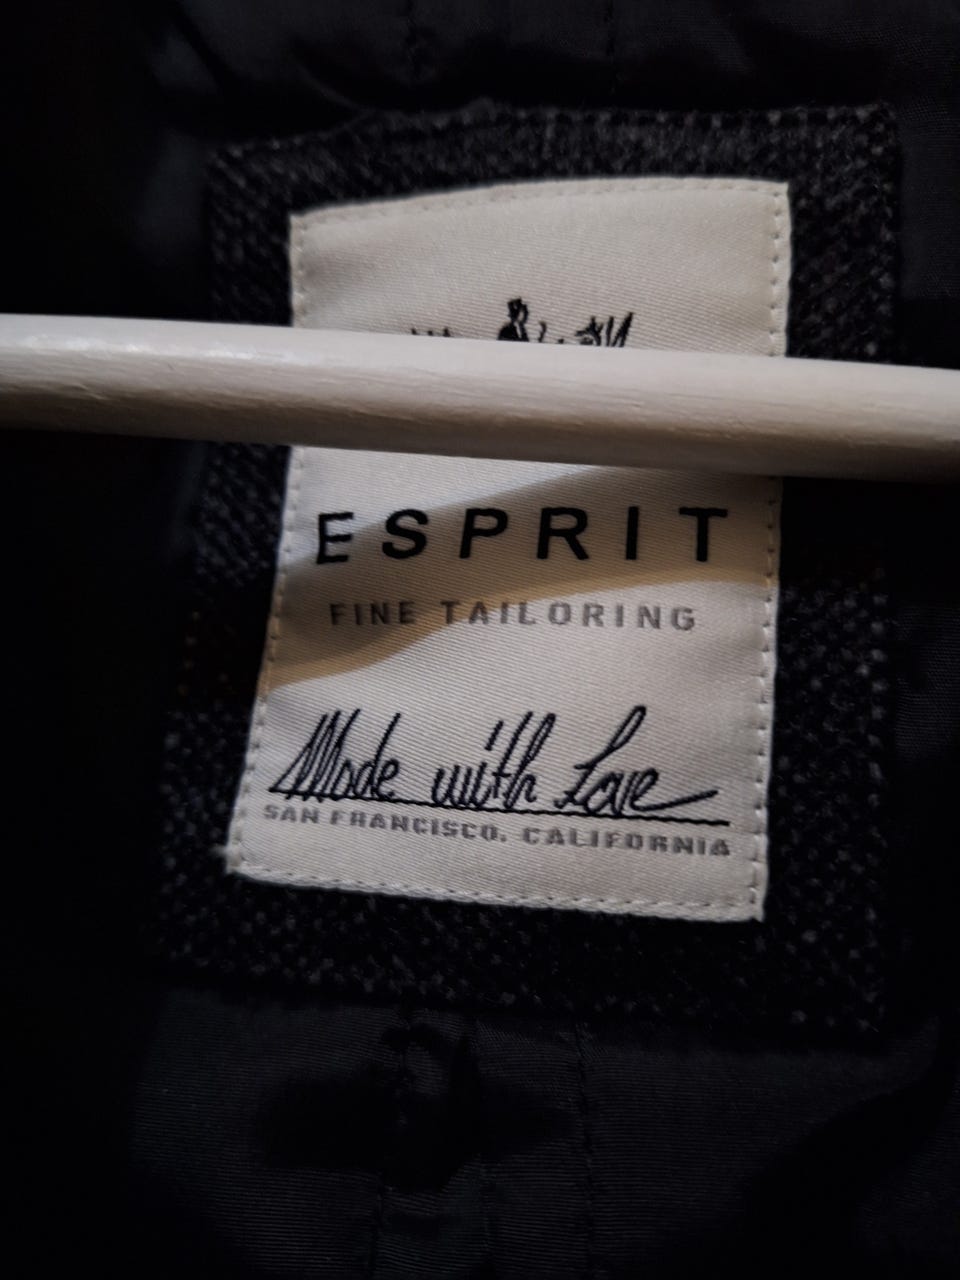 ESPRIT
FINE TAILORING
Made with Love
SAN FRANCISCO, CALIFORNIA